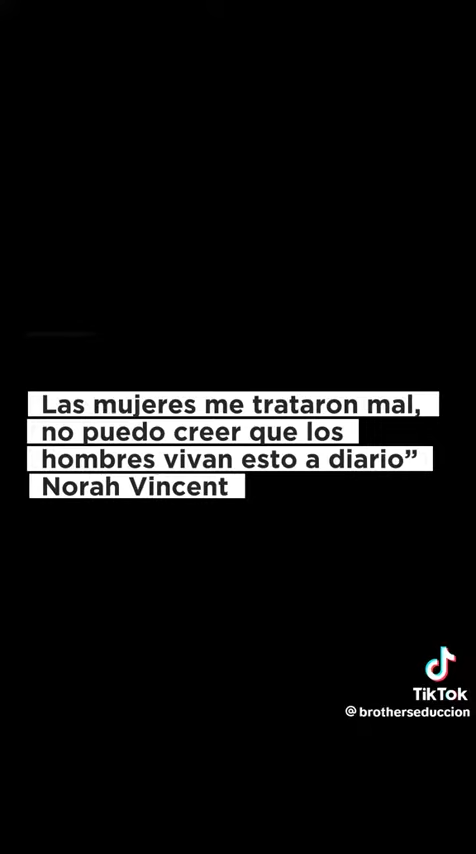 Las mujeres me trataron mal,
no puedo creer que los
hombres vivan esto a diario”
Norah Vincent
TikTok
@brotherseduccion